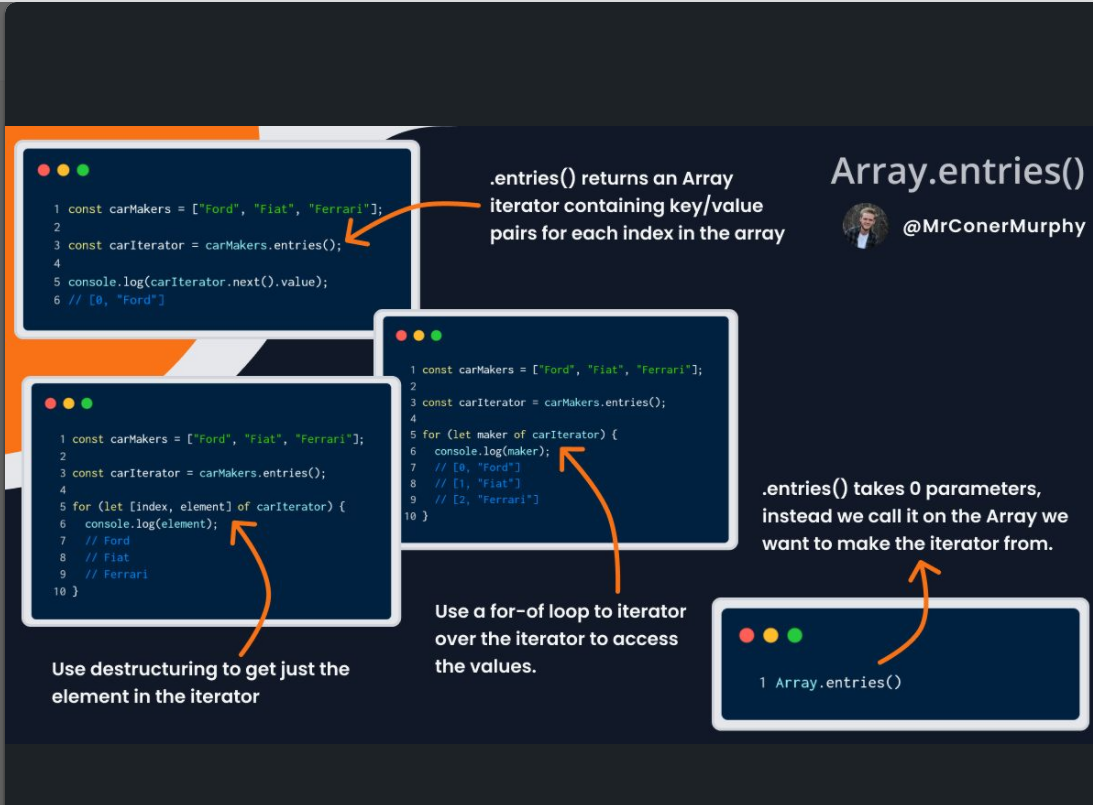 Array.entries()
@MrConerMurphy
1 const carMakers = ["Ford", "Fiat", "Ferrari"];
2
3 const carIterator = carMakers.entries();
4
5 console.log(carIterator.next().value);
6 // [0, "Ford"]
.entries() returns an Array
iterator containing key/value
pairs for each index in the array
1 const carMakers = ["Ford", "Fiat", "Ferrari"];
2
3 const carIterator = carMakers.entries();
4
5 for (let maker of carIterator) {
6 console.log(maker);
7 // [0, "Ford"]
8 // [1, "Fiat"]
9 // [2, "Ferrari"]
10 }
Use a for-of loop to iterator
over the iterator to access
the values.
1 const carMakers = ["Ford", "Fiat", "Ferrari"];
2
3 const carIterator = carMakers.entries();
4
5 for (let [index, element] of carIterator) {
6 console.log(element);
7 // Ford
8 // Fiat
9 // Ferrari
10 }
Use destructuring to get just the
element in the iterator
.entries() takes 0 parameters,
instead we call it on the Array we
want to make the iterator from.
1 Array.entries()